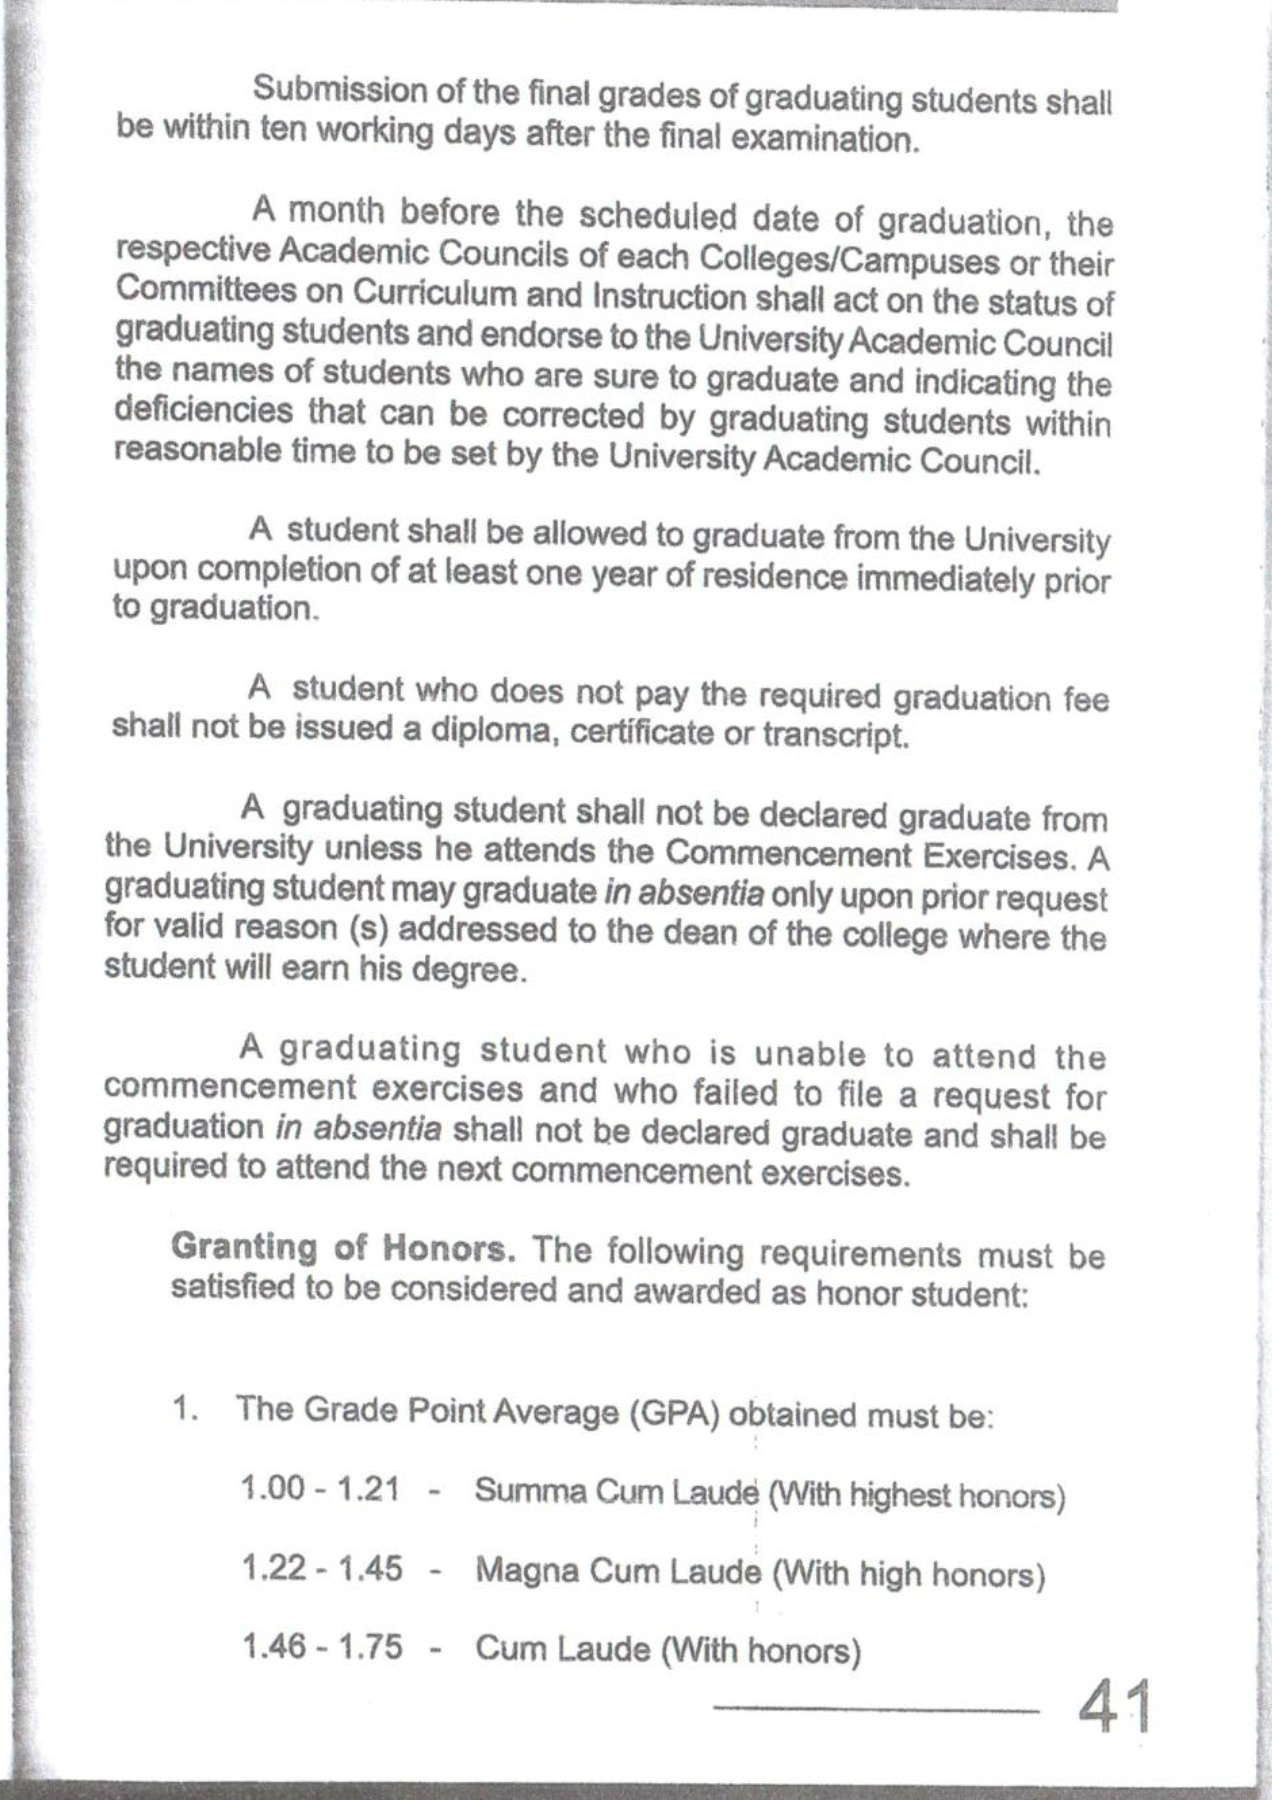 Submission of the final grades of graduating students shall
be within ten working days after the final examination.
A month before the scheduled date of graduation, the
respective Academic Councils of each Colleges/Campuses or their
Committees on Curriculum and Instruction shall act on the status of
graduating students and endorse to the University Academic Council
the names of students who are sure to graduate and indicating the
deficiencies that can be corrected by graduating students within
reasonable time to be set by the University Academic Council.
A student shall be allowed to graduate from the University
upon completion of at least one year of residence immediately prior
to graduation.
A student who does not pay the required graduation fee
shall not be issued a diploma, certificate or transcript.
A graduating student shall not be declared graduate from
the University unless he attends the Commencement Exercises. A
graduating student may graduate in absentia only upon prior request
for valid reason (s) addressed to the dean of the college where the
student will earn his degree.
A graduating student who is unable to attend the
commencement exercises and who failed to file a request for
graduation in absentia shall not be declared graduate and shall be
required to attend the next commencement exercises.
Granting of Honors. The following requirements must be
satisfied to be considered and awarded as honor student:
1. The Grade Point Average (GPA) obtained must be:
1.00 - 1.21 - Summa Cum Laude (With highest honors)
1.22 - 1.45 - Magna Cum Laude (With high honors)
1.46 - 1.75 - Cum Laude (With honors)
41